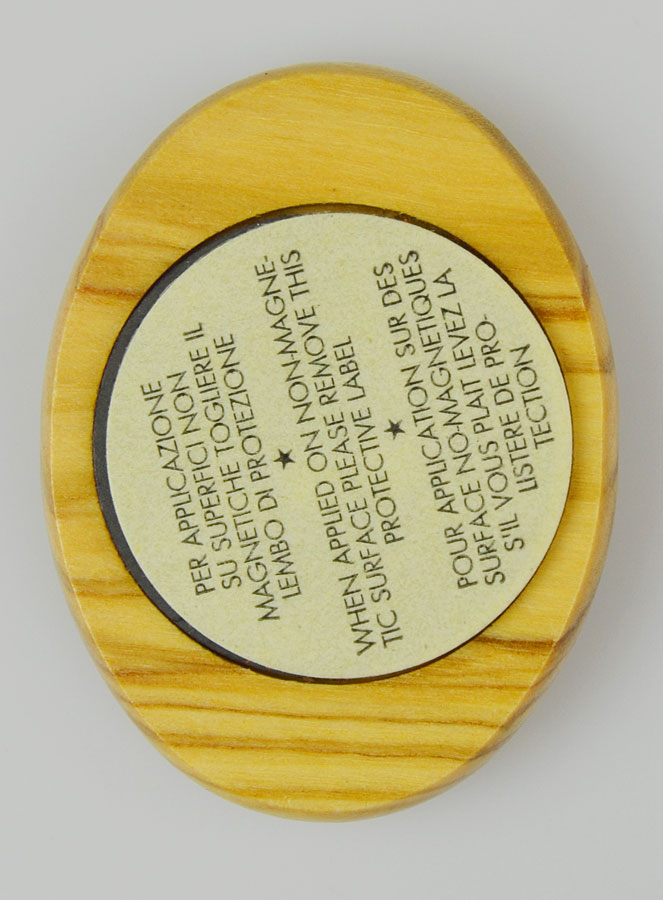 PER APPLICAZIONE
SU SUPERFICI NON
MAGNETICHE TOGLIERE IL
LEMBO DI PROTEZIONE
★
WHEN APPLIED ON NON-MAGNE-
TIC SURFACE PLEASE REMOVE THIS
PROTECTIVE LABEL
★
POUR APPLICATION SUR DES
SURFACE NO-MAGNETIQUES
S'IL VOUS PLAIT LEVEZ LA
LISTERE DE PRO-
TECTION